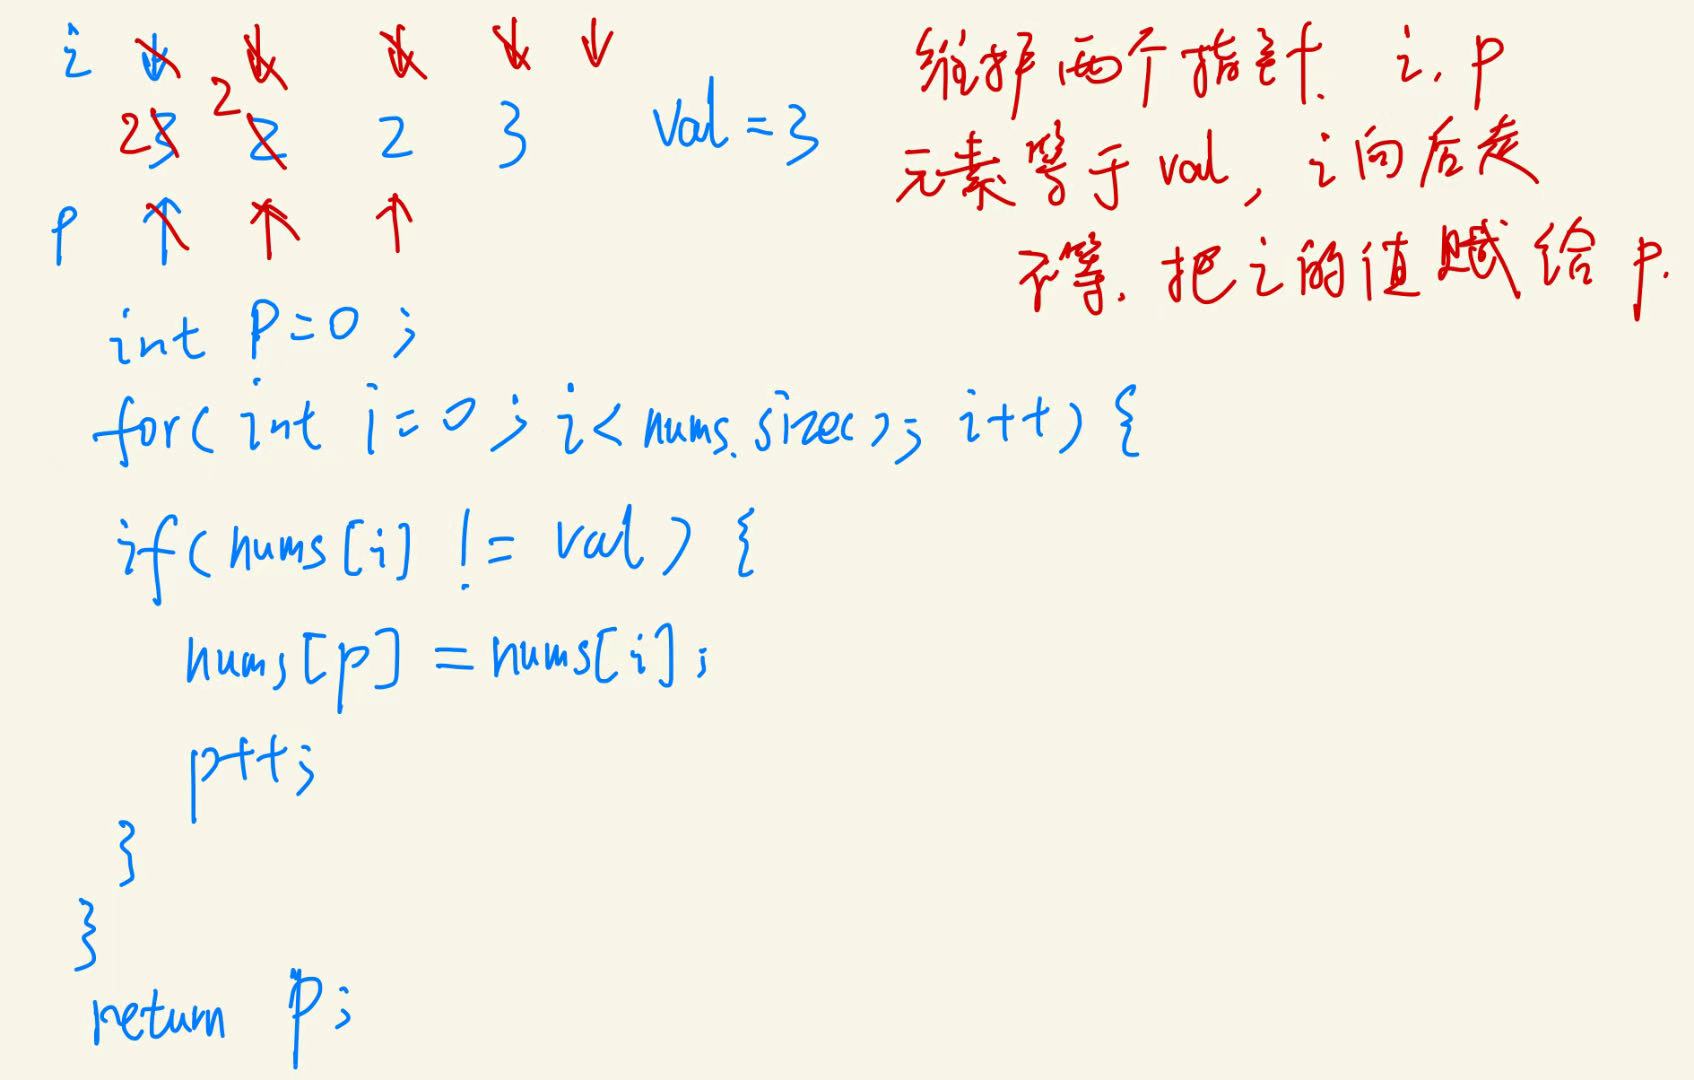 i
2 3 2 2 2 3 val = 3
p
维护两个指针. i, p
元素等于 val, i向后走
不等. 把i的值赋给 p.
int p=0;
for(int i=0; i<nums.size(); i++) {
if(nums[i] != val) {
nums[p] = nums[i];
p++;
}
}
return p;